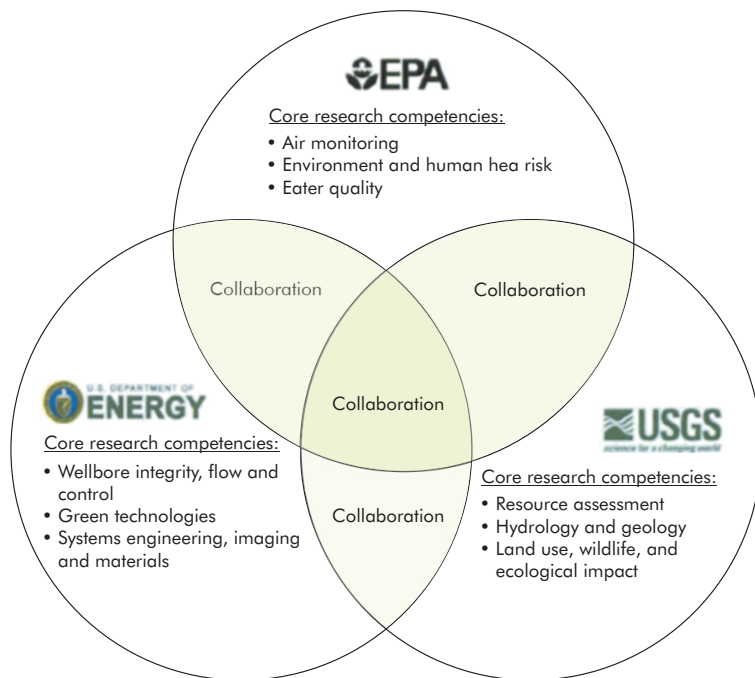 EPA
Core research competencies:
• Air monitoring
• Environment and human hea risk
• Eater quality
Collaboration
Collaboration
U.S. DEPARTMENT OF
ENERGY
Core research competencies:
• Wellbore integrity, flow and
control
• Green technologies
• Systems engineering, imaging
and materials
Collaboration
Collaboration
USGS
science for a changing world
Core research competencies:
• Resource assessment
• Hydrology and geology
• Land use, wildlife, and
ecological impact